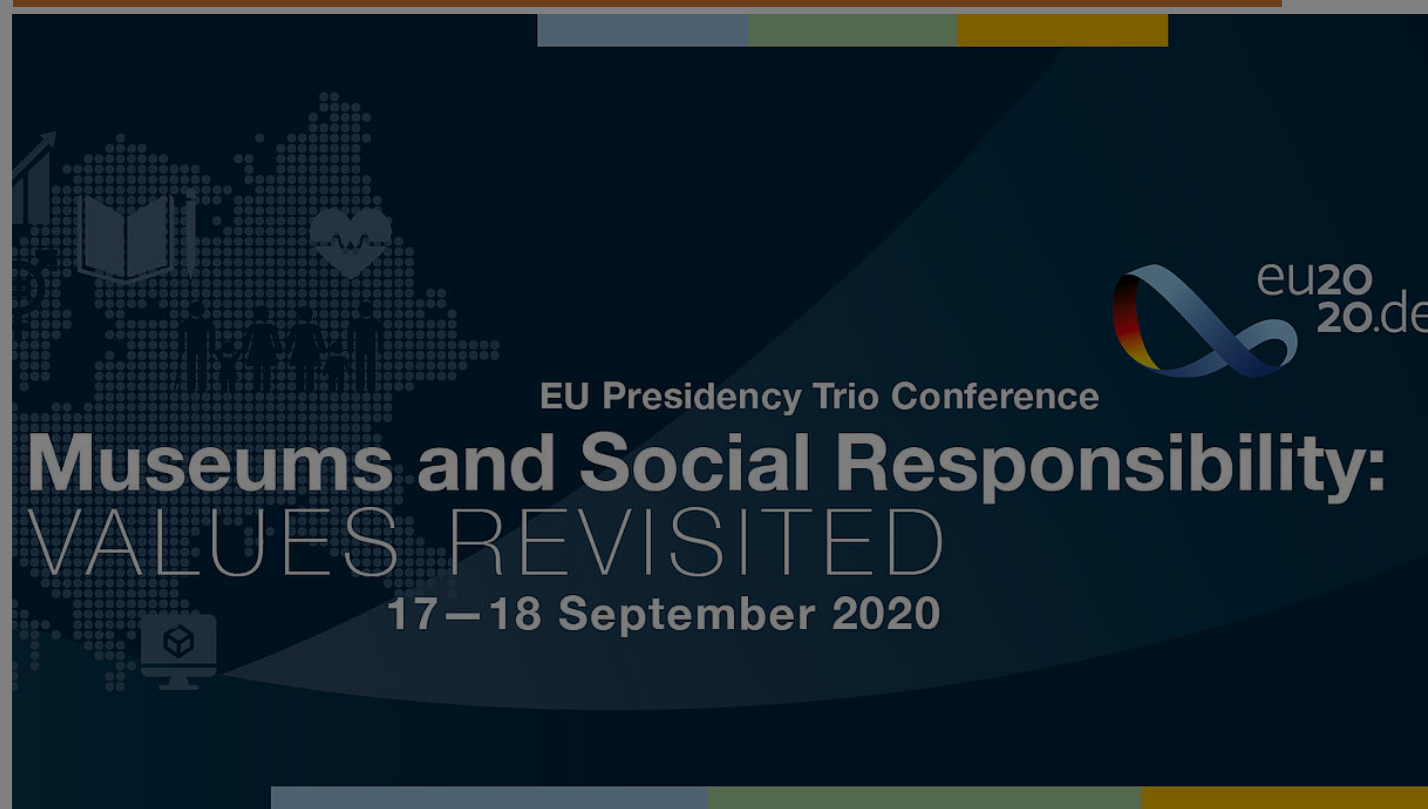 eu20
20.de
EU Presidency Trio Conference
Museums and Social Responsibility:
VALUES REVISITED
17—18 September 2020